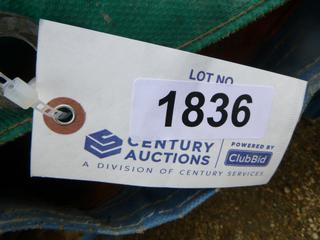 LOT NO.
1836
CENTURY
AUCTIONS
POWERED BY
ClubBid
A DIVISION OF CENTURY SERVICES